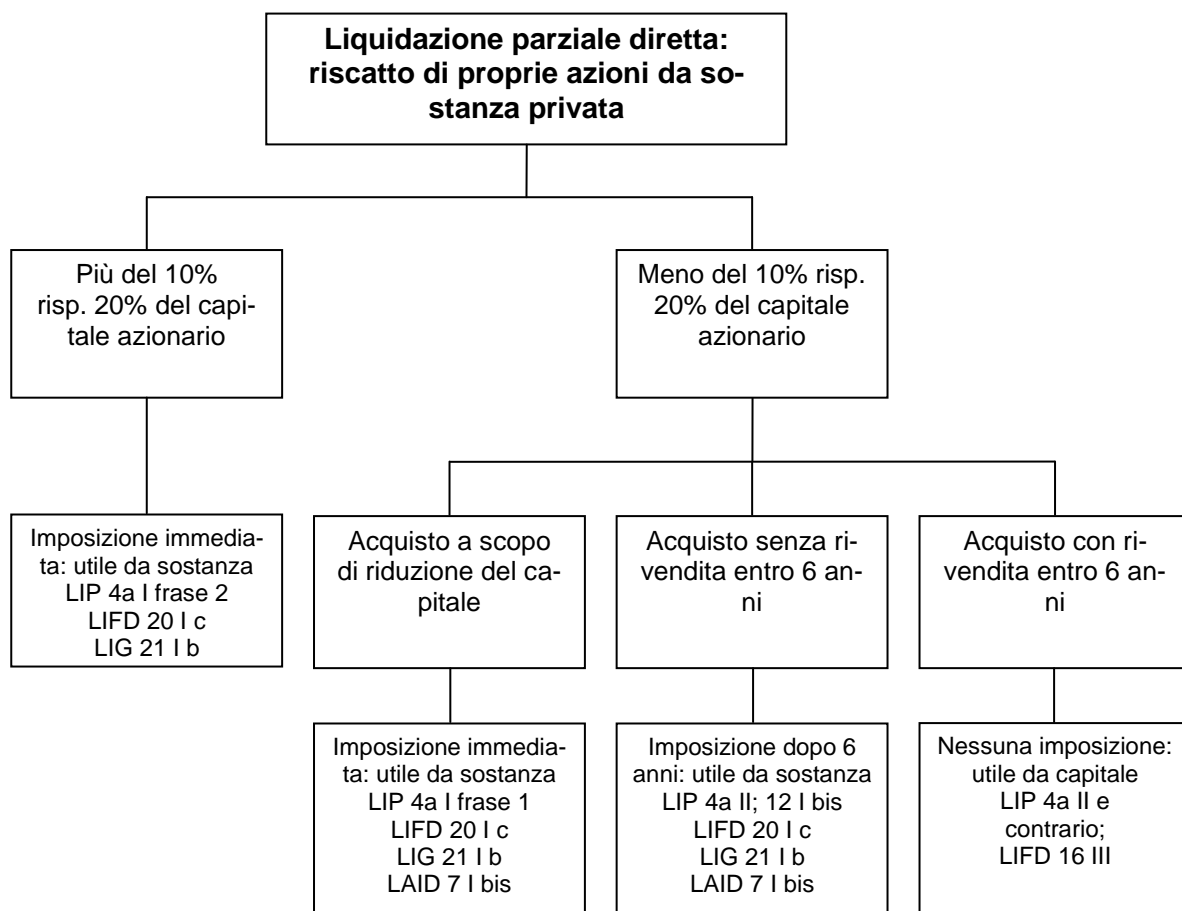 Liquidazione parziale diretta:
riscatto di proprie azioni da so-
stanza privata
Più del 10%
risp. 20% del capi-
tale azionario
Meno del 10% risp.
20% del capitale
azionario
Imposizione immedia-
ta: utile da sostanza
LIP 4a I frase 2
LIFD 20 I c
LIG 21 I b
Acquisto a scopo
di riduzione del ca-
pitale
Acquisto senza ri-
vendita entro 6 an-
ni
Acquisto con ri-
vendita entro 6 an-
ni
Imposizione immedia-
ta: utile da sostanza
LIP 4a I frase 1
LIFD 20 I c
LIG 21 I b
LAID 7 I bis
Imposizione dopo 6
anni: utile da sostanza
LIP 4a II; 12 I bis
LIFD 20 I c
LIG 21 I b
LAID 7 I bis
Nessuna imposizione:
utile da capitale
LIP 4a II e
contrario;
LIFD 16 III